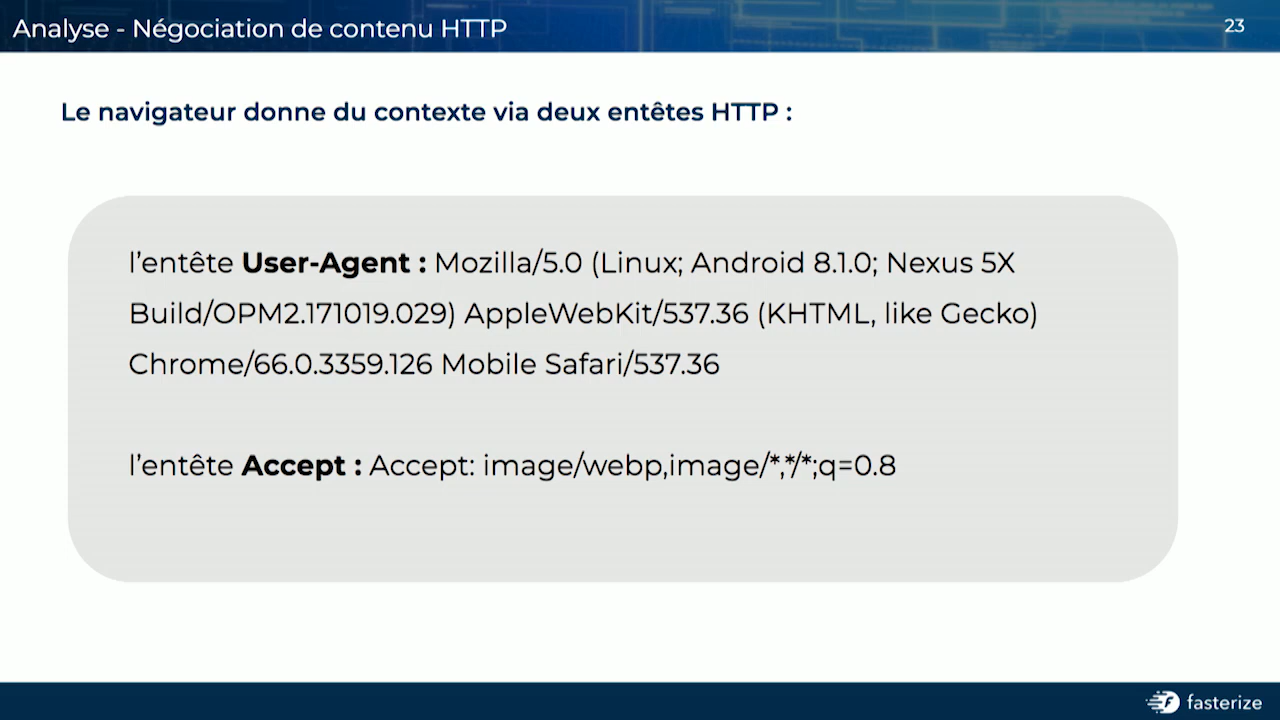 Analyse - Négociation de contenu HTTP
23
Le navigateur donne du contexte via deux entêtes HTTP :
l'entête User-Agent : Mozilla/5.0 (Linux; Android 8.1.0; Nexus 5X
Build/OPM2.171019.029) AppleWebKit/537.36 (KHTML, like Gecko)
Chrome/66.0.3359.126 Mobile Safari/537.36
l'entête Accept : Accept: image/webp,image/*,*/*;q=0.8
fasterize